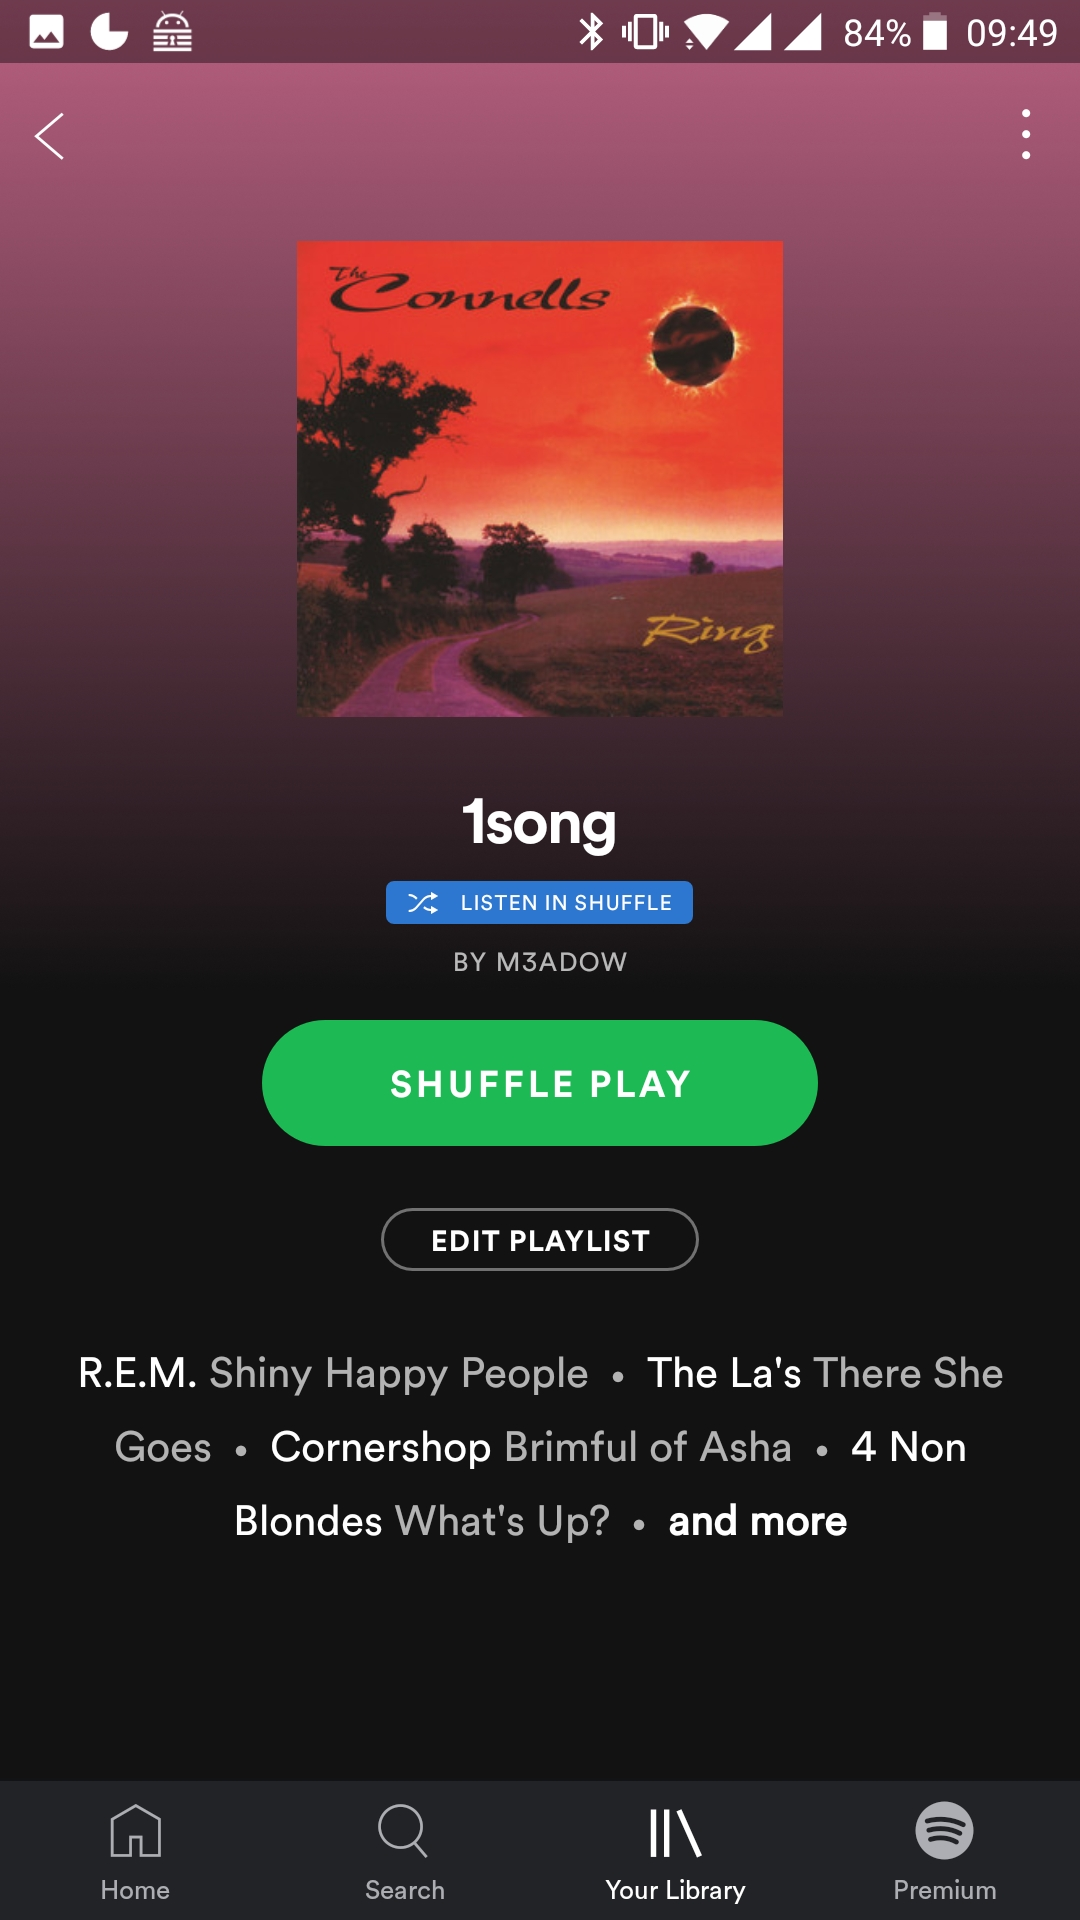 84% 09:49
The Connells
Ring
1song
LISTEN IN SHUFFLE
BY M3ADOW
SHUFFLE PLAY
EDIT PLAYLIST
R.E.M. Shiny Happy People • The La's There She
Goes • Cornershop Brimful of Asha • 4 Non
Blondes What's Up? • and more
Home Search Your Library Premium